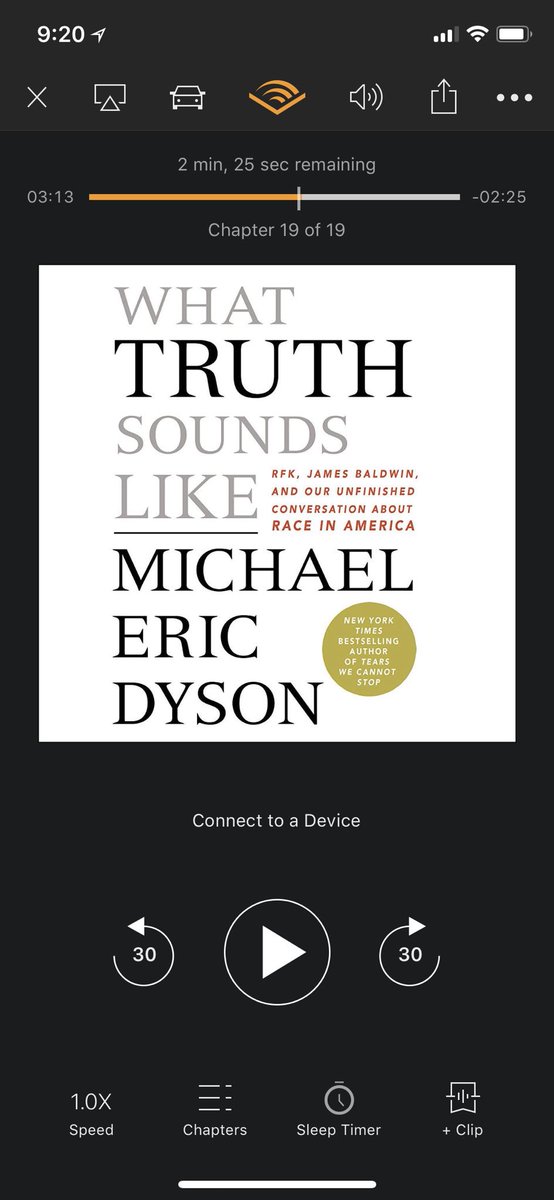 9:20
2 min, 25 sec remaining
03:13
-02:25
Chapter 19 of 19
WHAT
TRUTH
SOUNDS
LIKE
RFK, JAMES BALDWIN,
AND OUR UNFINISHED
CONVERSATION ABOUT
RACE IN AMERICA
MICHAEL
ERIC
DYSON
NEW YORK
TIMES
BESTSELLING
AUTHOR
OF TEARS
WE CANNOT
STOP
Connect to a Device
30
30
1.0X
Speed
Chapters
Sleep Timer
+ Clip